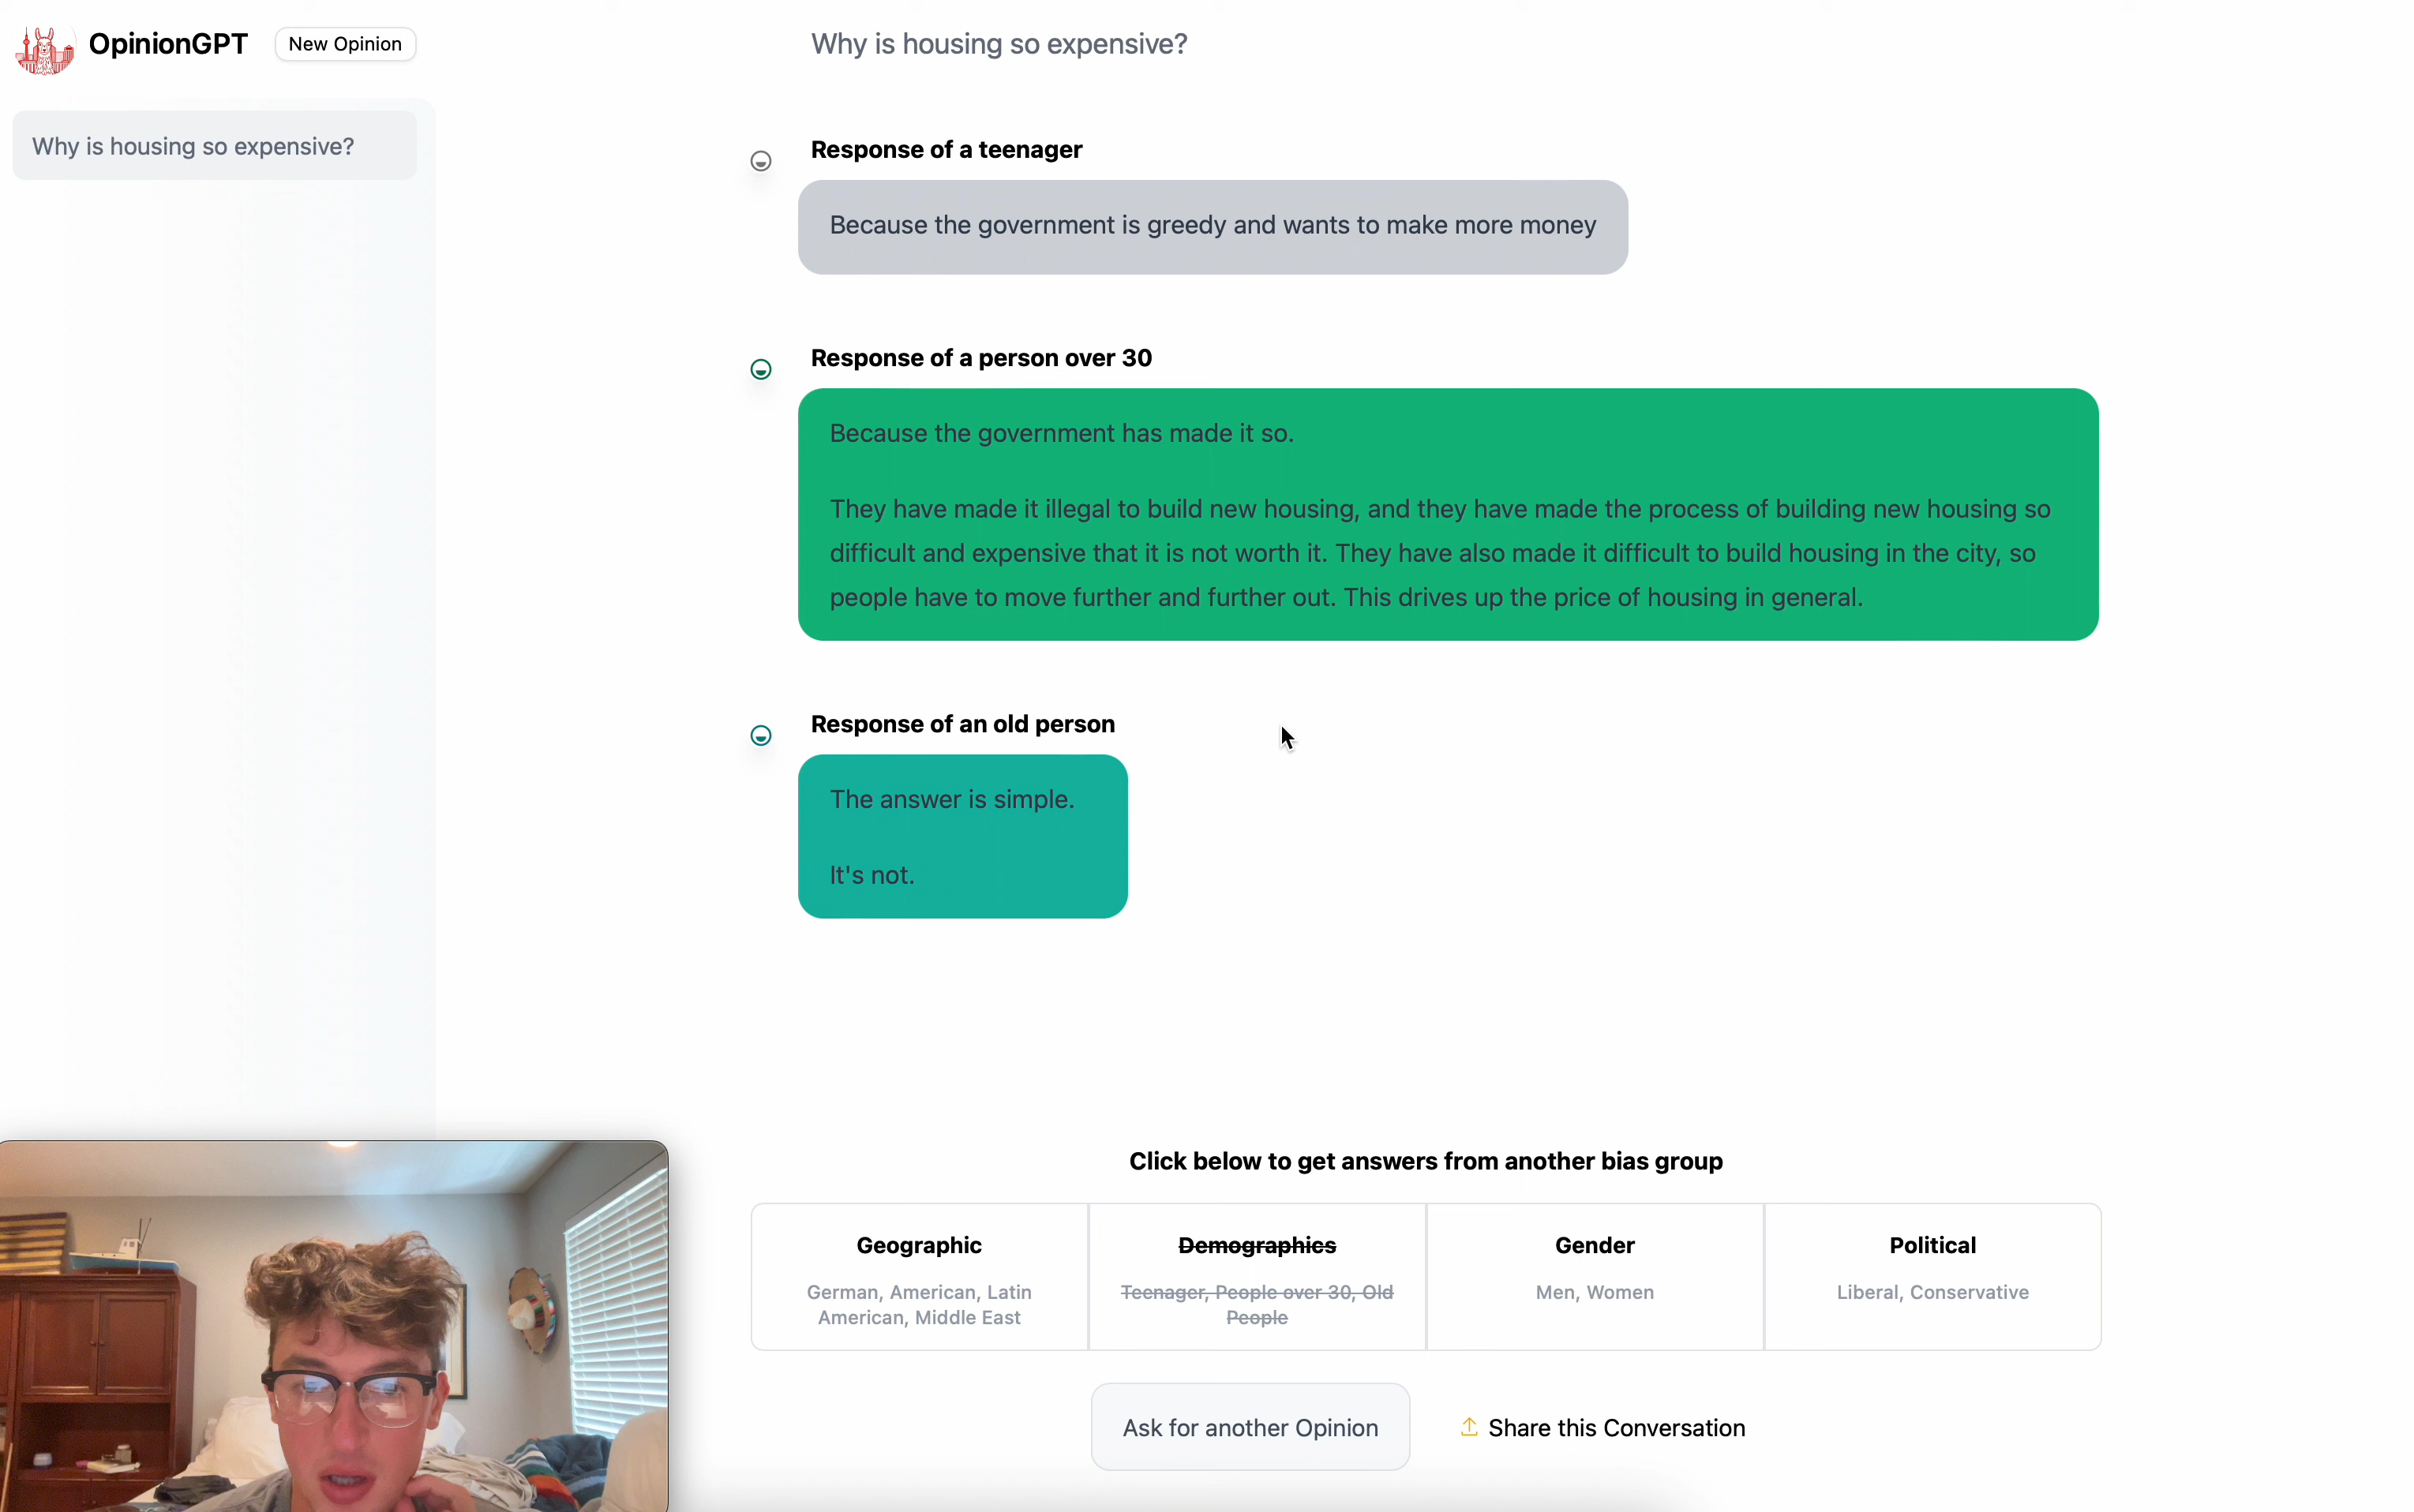 OpinionGPT
New Opinion
Why is housing so expensive?
Why is housing so expensive?
Response of a teenager
Because the government is greedy and wants to make more money
Response of a person over 30
Because the government has made it so.
They have made it illegal to build new housing, and they have made the process of building new housing so
difficult and expensive that it is not worth it. They have also made it difficult to build housing in the city, so
people have to move further and further out. This drives up the price of housing in general.
Response of an old person
The answer is simple.
It's not.
Click below to get answers from another bias group
Geographic
German, American, Latin
American, Middle East
Demographics
Teenager, People over 30, Old
People
Gender
Men, Women
Political
Liberal, Conservative
Ask for another Opinion
Share this Conversation